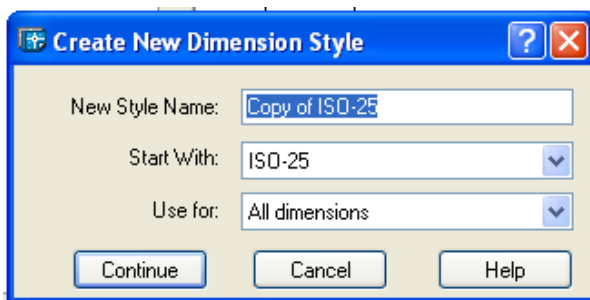 Create New Dimension Style
New Style Name: Copy of ISO-25
Start With: ISO-25
Use for: All dimensions
Continue Cancel Help